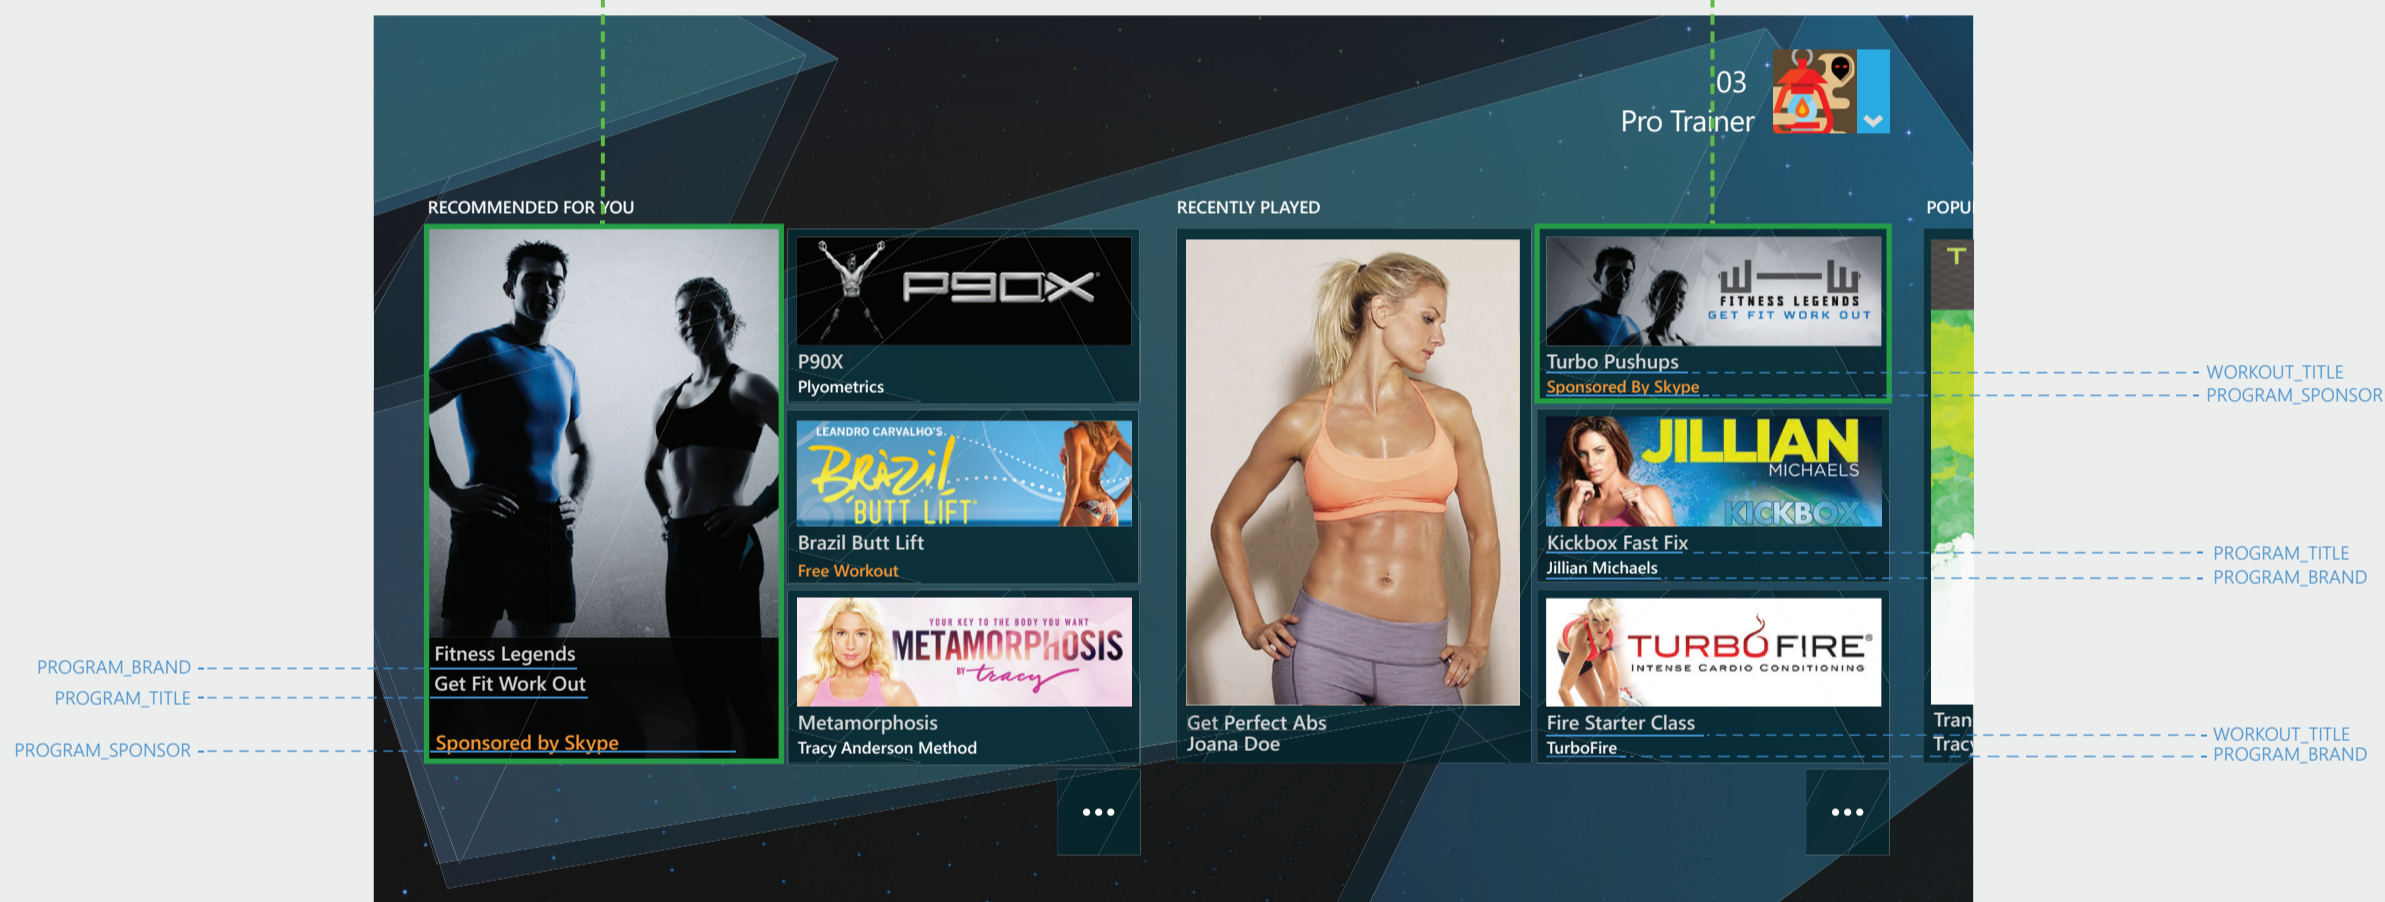 03
Pro Trainer
RECOMMENDED FOR YOU
Fitness Legends
Get Fit Work Out
Sponsored by Skype
PROGRAM_BRAND
PROGRAM_TITLE
PROGRAM_SPONSOR
P90X
P90X
Plyometrics
LEANDRO CARVALHO'S
BRAZIL
BUTT LIFT
Brazil Butt Lift
Free Workout
YOUR KEY TO THE BODY YOU WANT
METAMORPHOSIS
BY tracy
Metamorphosis
Tracy Anderson Method
RECENTLY PLAYED
Get Perfect Abs
Joana Doe
FITNESS LEGENDS
GET FIT WORK OUT
Turbo Pushups
Sponsored By Skype
WORKOUT_TITLE
PROGRAM_SPONSOR
JILLIAN
MICHAELS
KICKBOX
Kickbox Fast Fix
Jillian Michaels
PROGRAM_TITLE
PROGRAM_BRAND
TURBOFIRE®
INTENSE CARDIO CONDITIONING
Fire Starter Class
TurboFire
WORKOUT_TITLE
PROGRAM_BRAND
POPU
T
Tran
Tracy